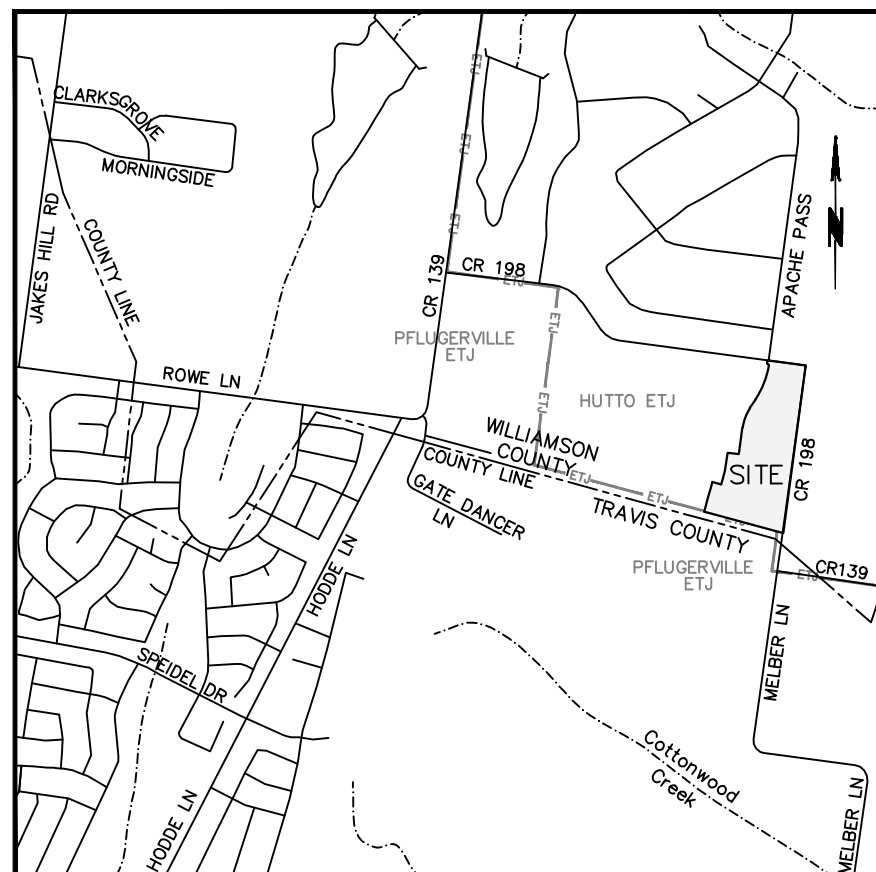 ETJ
CLARKSGROVE
MORNINGSIDE
ETJ
JAKES HILL RD
COUNTY LINE
ETJ
APACHE PASS
N
CR 139
CR 198
ETJ
PFLUGERVILLE
ETJ
ETJ
ROWE LN
ETJ
HUTTO ETJ
WILLIAMSON
COUNTY
COUNTY LINE
ETJ
ETJ
SITE
CR 198
GATE DANCER
LN
TRAVIS COUNTY
ETJ
PFLUGERVILLE
ETJ
ETJ
CR139
HODDE LN
MELBER LN
SPEIDEL DR
Cottonwood
Creek
HODDE LN
MELBER LN